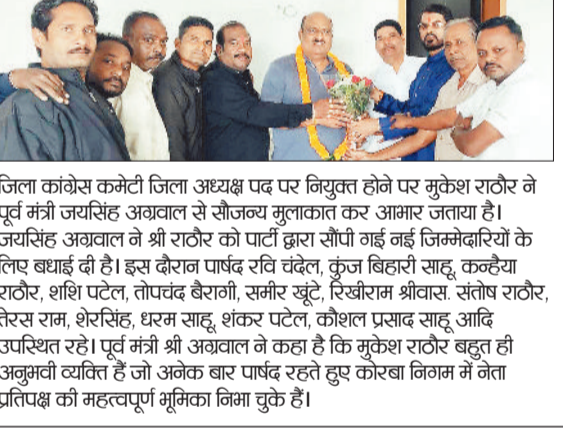 जिला कांग्रेस कमेटी जिला अध्यक्ष पद पर नियुक्त होने पर मुकेश राठौर ने
पूर्व मंत्री जयसिंह अग्रवाल से सौजन्य मुलाकात कर आभार जताया है।
जयसिंह अग्रवाल ने श्री राठौर को पार्टी द्वारा सौंपी गई नई जिम्मेदारियों के
लिए बधाई दी है। इस दौरान पार्षद रवि चंदेल, कुंज बिहारी साहू, कन्हैया
राठौर, शशि पटेल, तोपचंद बैरागी, समीर खूंटे, रिखीराम श्रीवास. संतोष राठौर,
तेरस राम, शेरसिंह, धरम साहू, शंकर पटेल, कौशल प्रसाद साहू आदि
उपस्थित रहे। पूर्व मंत्री श्री अग्रवाल ने कहा है कि मुकेश राठौर बहुत ही
अनुभवी व्यक्ति हैं जो अनेक बार पार्षद रहते हुए कोरबा निगम में नेता
प्रतिपक्ष की महत्वपूर्ण भूमिका निभा चुके हैं।